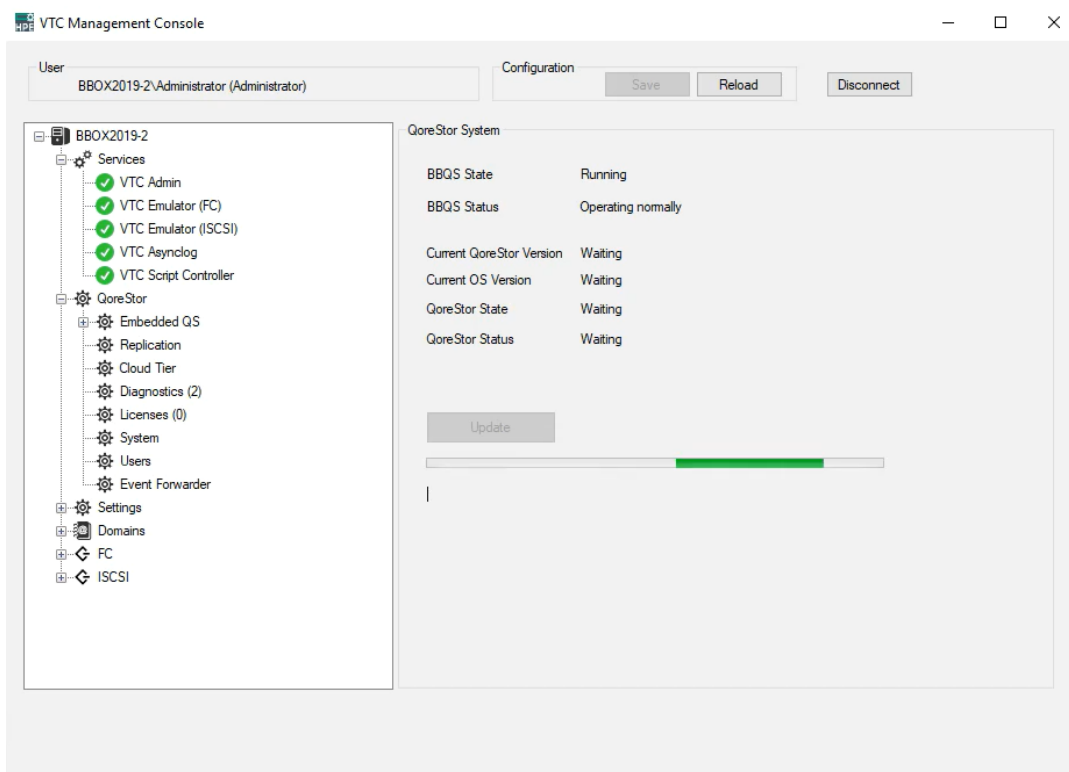 HPE VTC Management Console
User
BBOX2019-2\Administrator (Administrator)
Configuration
Save Reload
Disconnect
BBOX2019-2
Services
VTC Admin
VTC Emulator (FC)
VTC Emulator (ISCSI)
VTC Asynclog
VTC Script Controller
QoreStor
Embedded QS
Replication
Cloud Tier
Diagnostics (2)
Licenses (0)
System
Users
Event Forwarder
Settings
Domains
FC
ISCSI
QoreStor System
BBQS State Running
BBQS Status Operating normally
Current QoreStor Version Waiting
Current OS Version Waiting
QoreStor State Waiting
QoreStor Status Waiting
Update